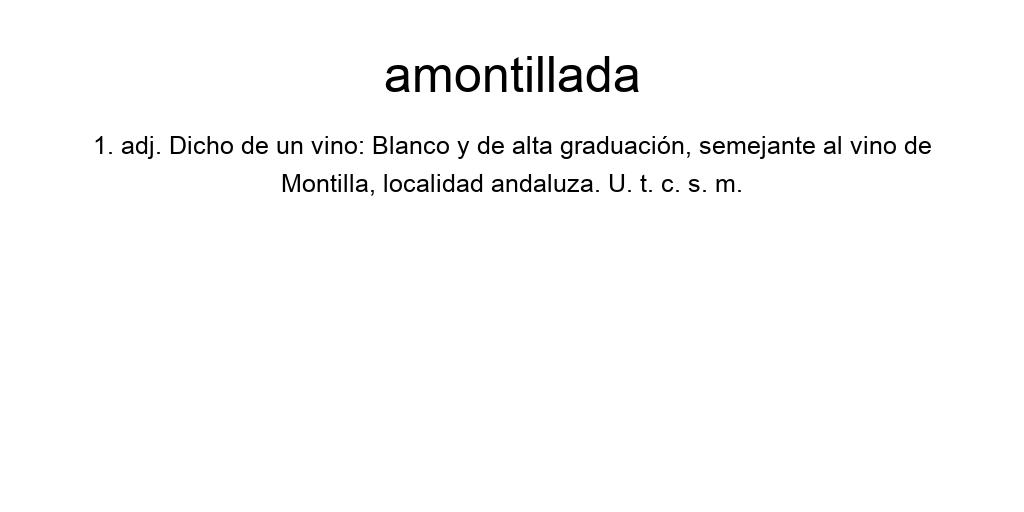 amontillada
1. adj. Dicho de un vino: Blanco y de alta graduación, semejante al vino de
Montilla, localidad andaluza. U. t. c. s. m.